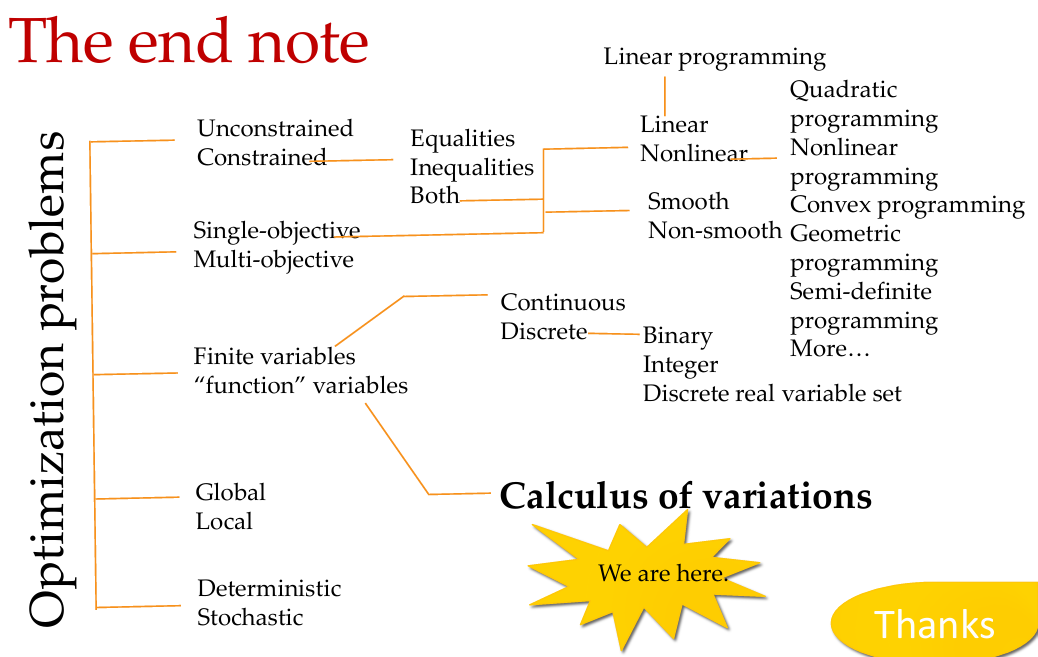 The end note
Optimization problems
Unconstrained
Constrained
Equalities
Inequalities
Both
Linear programming
Linear
Nonlinear
Quadratic
programming
Nonlinear
programming
Convex programming
Geometric
programming
Semi-definite
programming
More…
Smooth
Non-smooth
Single-objective
Multi-objective
Finite variables
“function” variables
Continuous
Discrete
Binary
Integer
Discrete real variable set
Calculus of variations
We are here.
Global
Local
Deterministic
Stochastic
Thanks